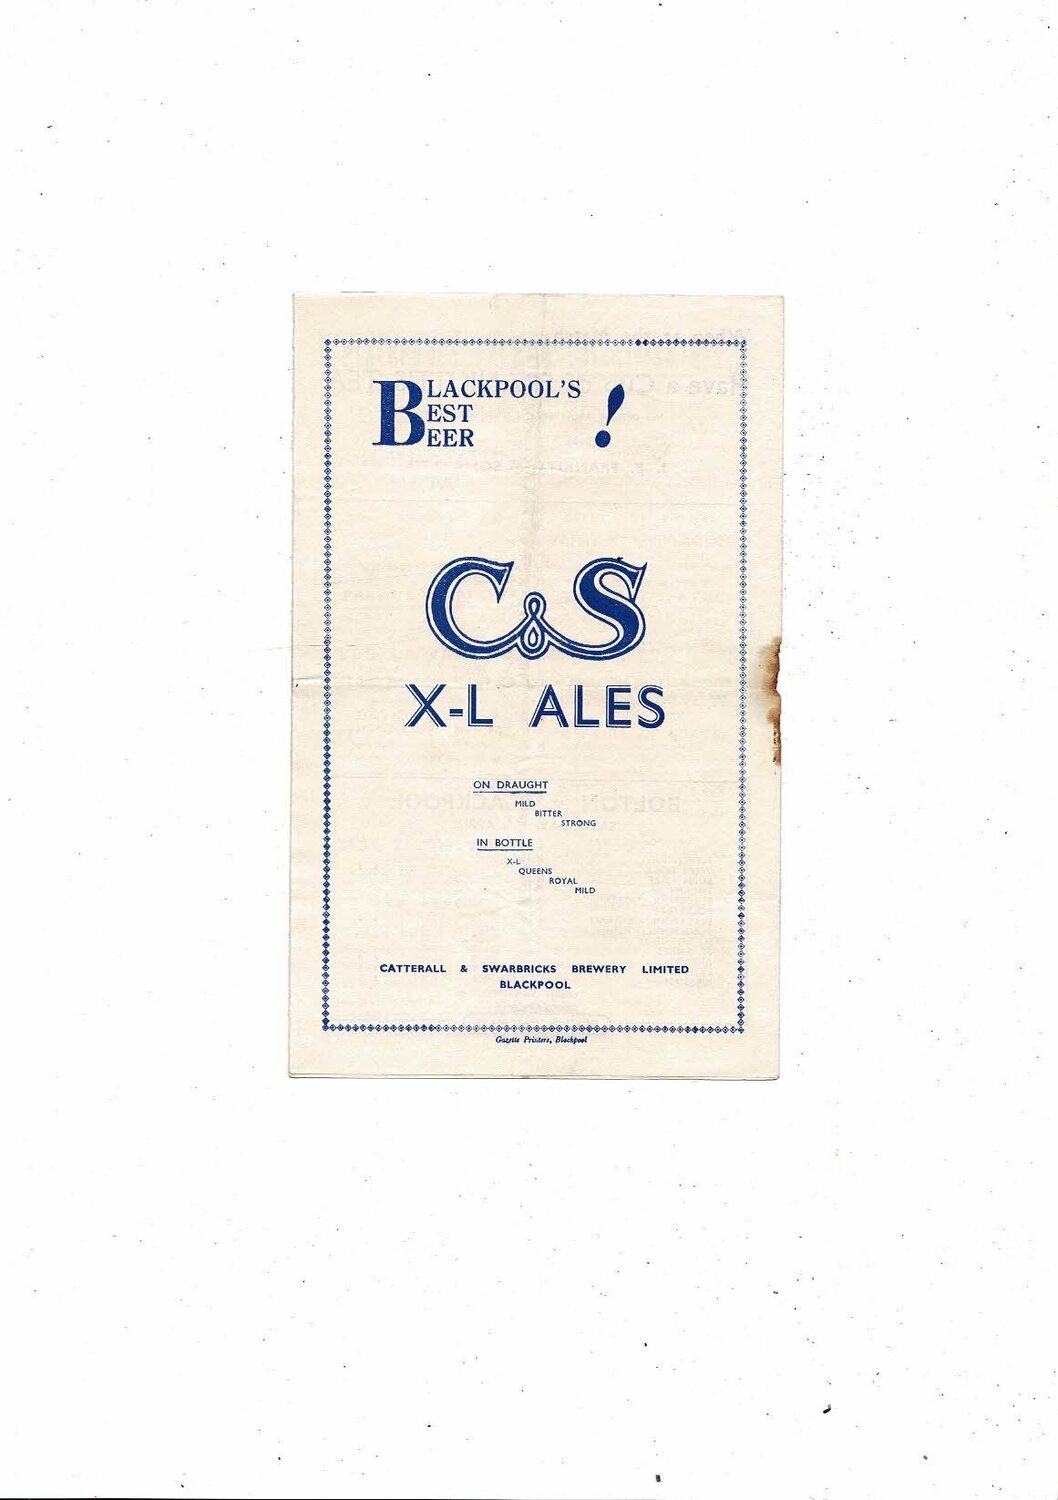 BLACKPOOL'S
BEST
BEER !
C&S
X-L ALES
ON DRAUGHT
MILD
BITTER
STRONG
IN BOTTLE
X-L
QUEENS
ROYAL
MILD
CATTERALL & SWARBRICKS BREWERY LIMITED
BLACKPOOL
Gazette Printers, Blackpool